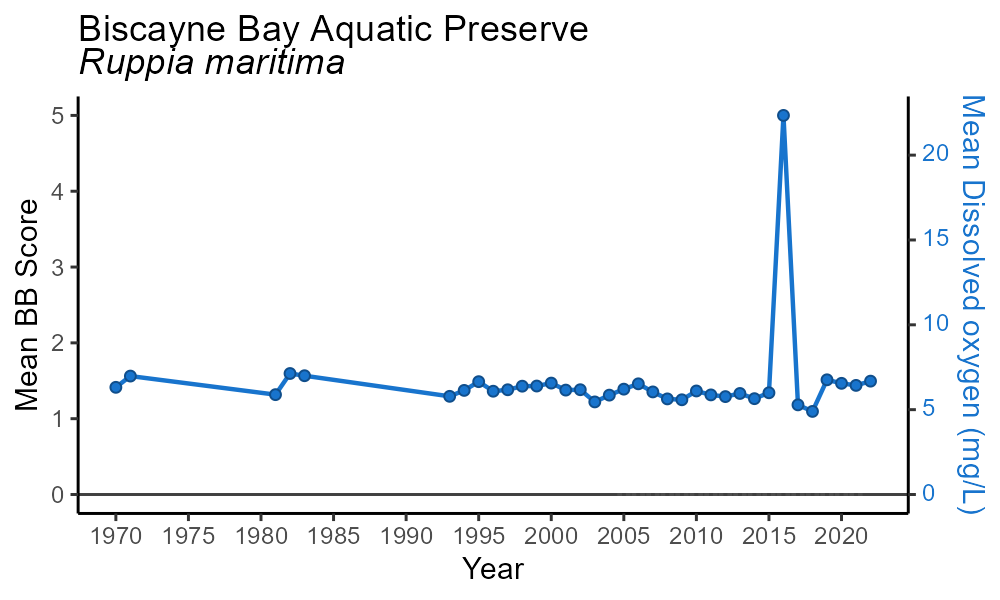 Biscayne Bay Aquatic Preserve
Ruppia maritima
Mean BB Score
5
4
3
2
1
0
20
15
10
5
0
Mean Dissolved oxygen (mg/L)
1970 1975 1980 1985 1990 1995 2000 2005 2010 2015 2020
Year